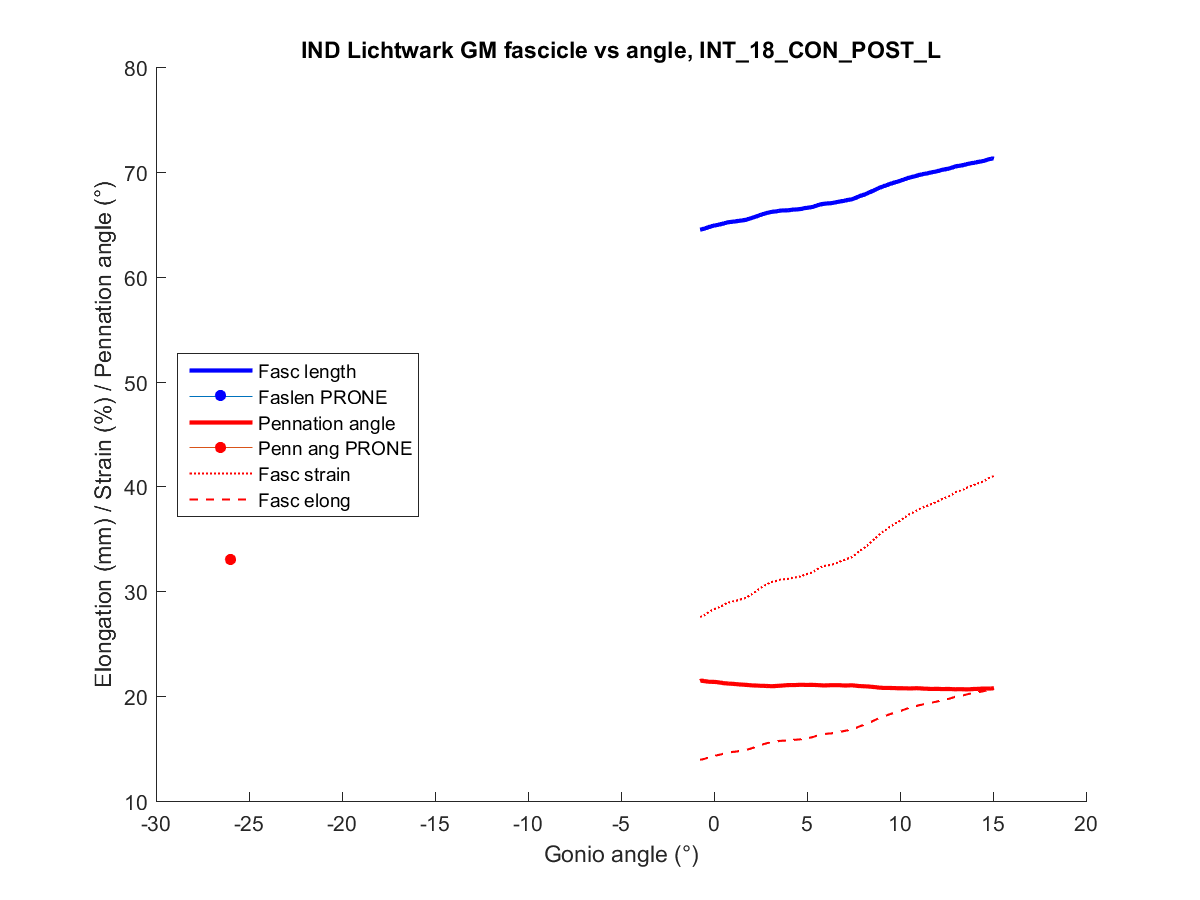 IND Lichtwark GM fascicle vs angle, INT_18_CON_POST_L
Elongation (mm) / Strain (%) / Pennation angle (°)
80
70
60
50
40
30
20
10
Fasc length
Faslen PRONE
Pennation angle
Penn ang PRONE
Fasc strain
Fasc elong
-30
-25
-20
-15
-10
-5
0
5
10
15
20
Gonio angle (°)